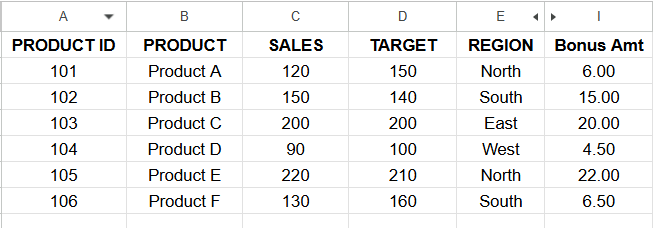 A B C D E I
PRODUCT ID PRODUCT SALES TARGET REGION Bonus Amt
101 Product A 120 150 North 6.00
102 Product B 150 140 South 15.00
103 Product C 200 200 East 20.00
104 Product D 90 100 West 4.50
105 Product E 220 210 North 22.00
106 Product F 130 160 South 6.50